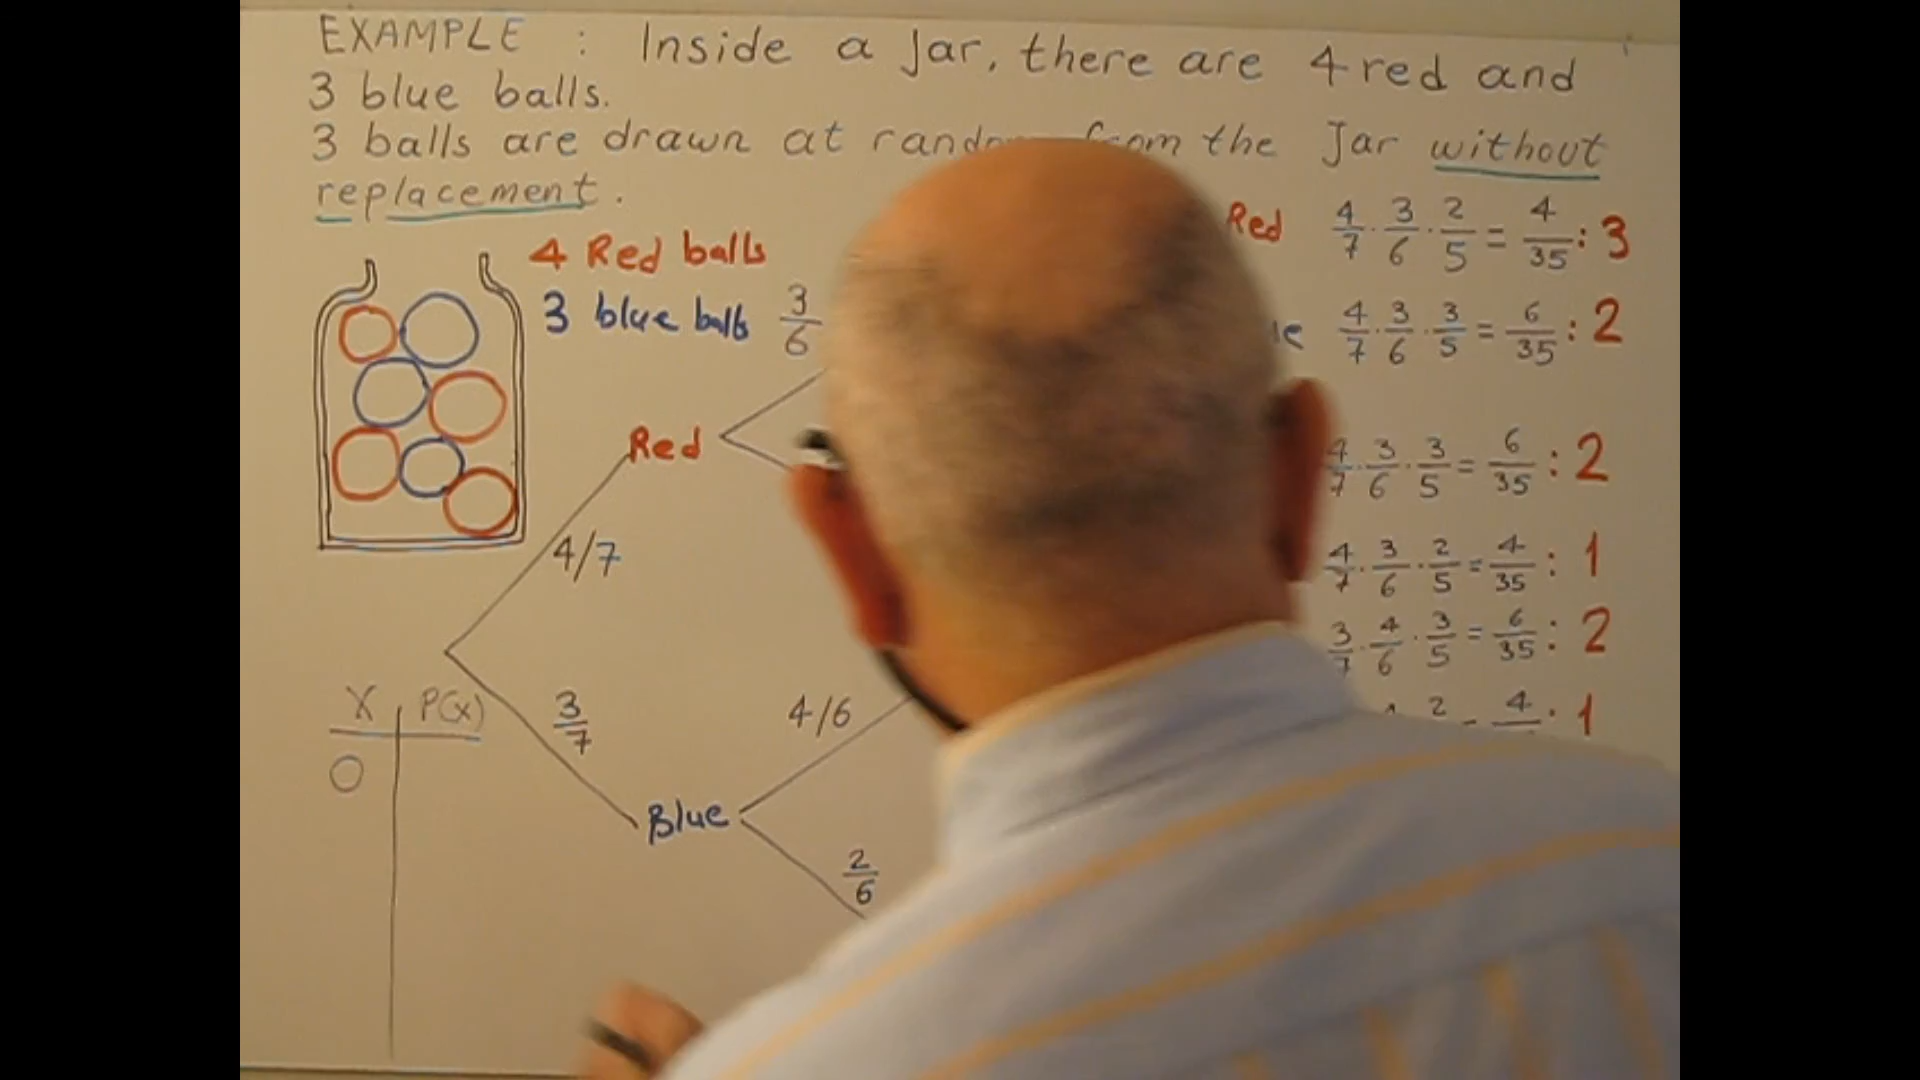 EXAMPLE : Inside a Jar, there are 4 red and
3 blue balls.
3 balls are drawn at from the Jar without
replacement.
4 Red balls
3 blue balls
3/6
Red
4/7
3/7
Blue
4/6
2/6
X P(x)
0
Red 4/7 · 3/6 · 2/5 = 4/35 : 3
4/7 · 3/6 · 3/5 = 6/35 : 2
4/7 · 3/6 · 3/5 = 6/35 : 2
4/7 · 3/6 · 2/5 = 4/35 : 1
3/7 · 4/6 · 3/5 = 6/35 : 2
2 4 : 1